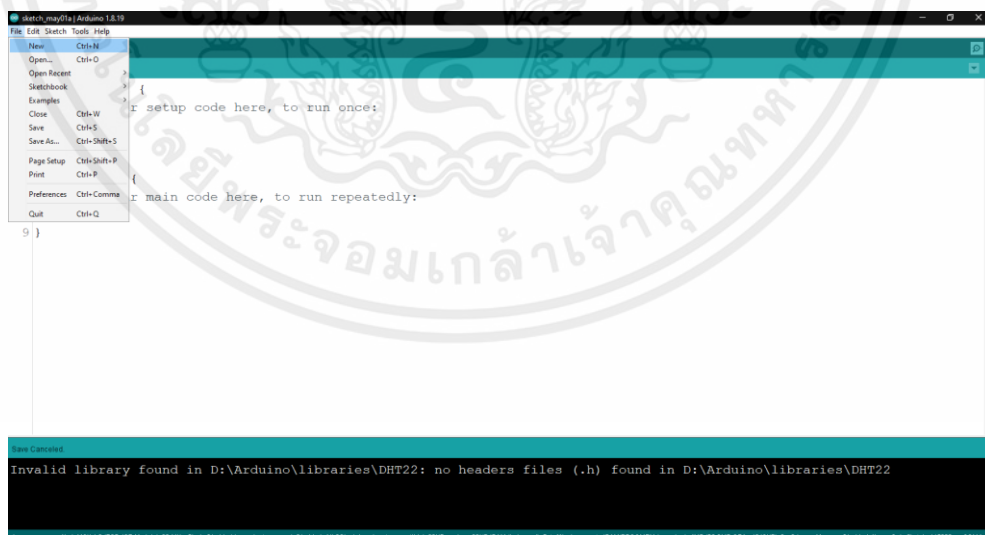 sketch_may01a | Arduino 1.8.19
File Edit Sketch Tools Help
New Ctrl+N
Open... Ctrl+O
Open Recent
Sketchbook
Examples
Close Ctrl+W
Save Ctrl+S
Save As... Ctrl+Shift+S
Page Setup Ctrl+Shift+P
Print Ctrl+P
Preferences Ctrl+Comma
Quit Ctrl+Q
{
r setup code here, to run once:
{
r main code here, to run repeatedly:
9 }
พระจอมเกล้าเจ้าคุณทหาร
Save Canceled.
Invalid library found in D:\Arduino\libraries\DHT22: no headers files (.h) found in D:\Arduino\libraries\DHT22